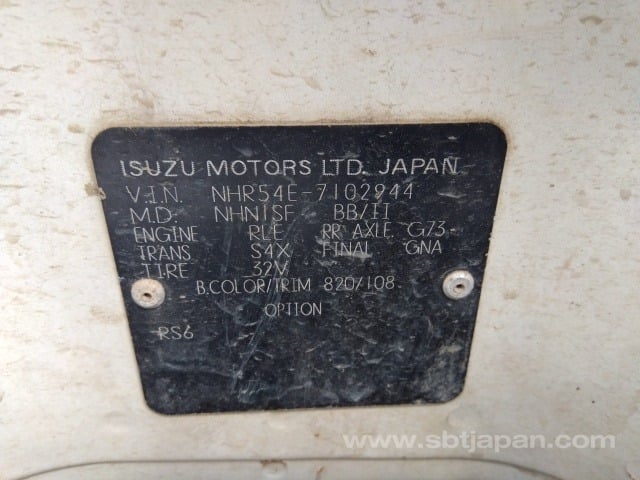 ISUZU MOTORS LTD. JAPAN
V.I.N. NHR54E-7102944
M.D. NHN1SF BB/II
ENGINE RLE RR AXLE G73-
TRANS S4X FINAL GNA
TIRE 32V
B.COLOR/TRIM 820/108
OPTION
RS6
www.sbtjapan.com